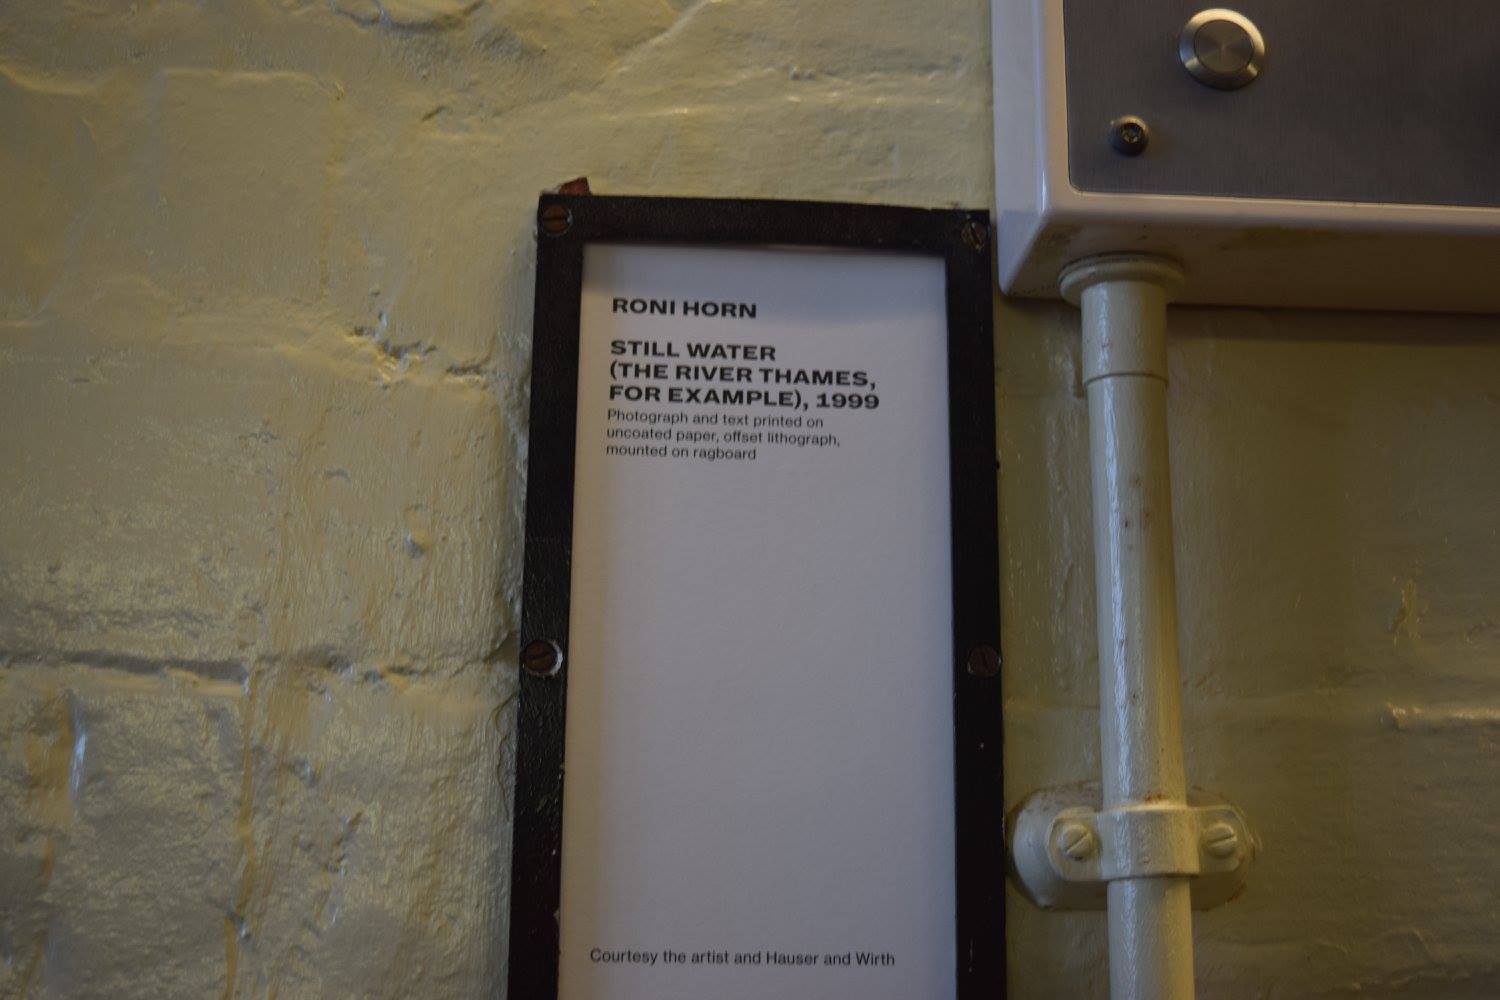 RONI HORN
STILL WATER
(THE RIVER THAMES,
FOR EXAMPLE), 1999
Photograph and text printed on
uncoated paper, offset lithograph,
mounted on ragboard
Courtesy the artist and Hauser and Wirth